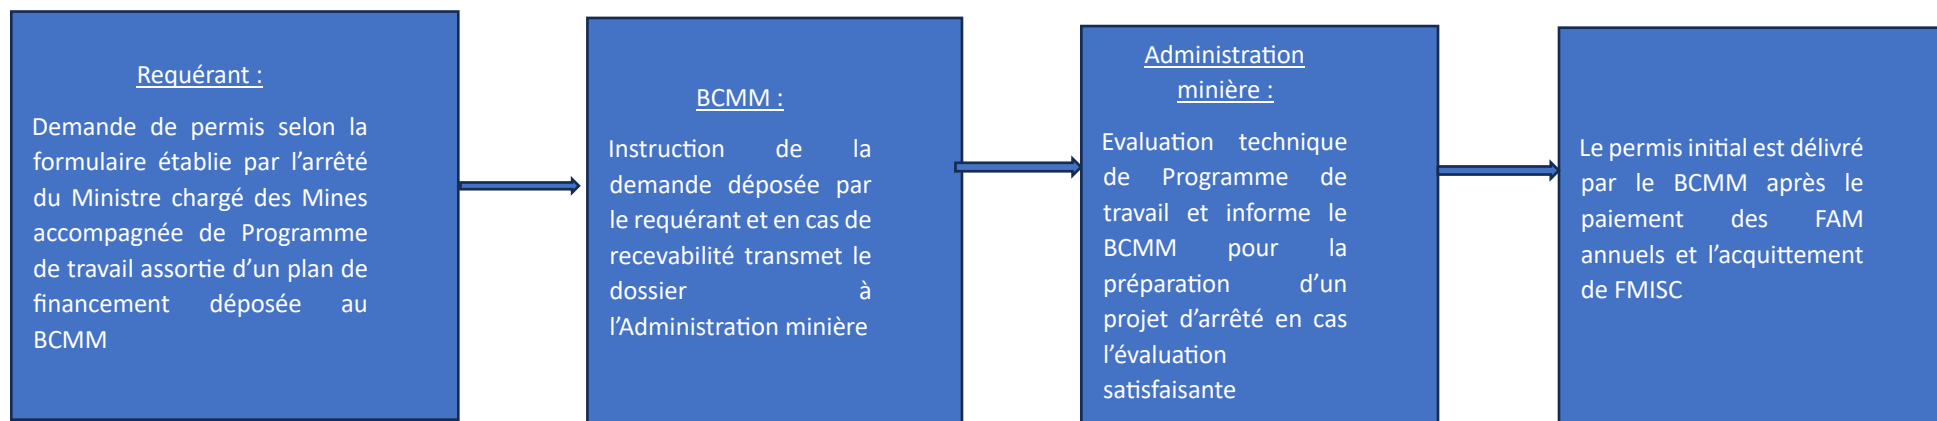 Requérant :
Demande de permis selon la
formulaire établie par l’arrêté
du Ministre chargé des Mines
accompagnée de Programme
de travail assortie d’un plan de
financement déposée au
BCMM
BCMM :
Instruction de la
demande déposée par
le requérant et en cas de
recevabilité transmet le
dossier à
l’Administration minière
Administration
minière :
Evaluation technique
de Programme de
travail et informe le
BCMM pour la
préparation d’un
projet d’arrêté en cas
l’évaluation
satisfaisante
Le permis initial est délivré
par le BCMM après le
paiement des FAM
annuels et l’acquittement
de FMISC